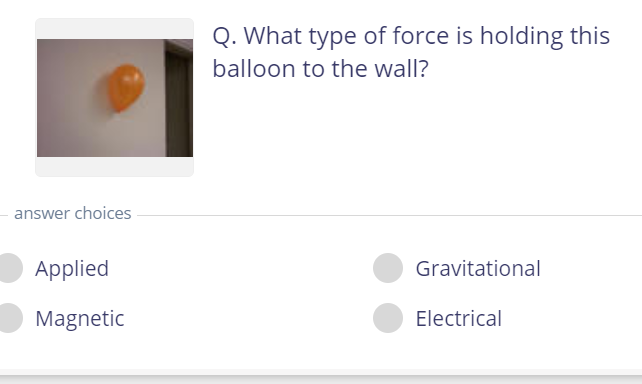 Q. What type of force is holding this
balloon to the wall?
answer choices
Applied
Gravitational
Magnetic
Electrical